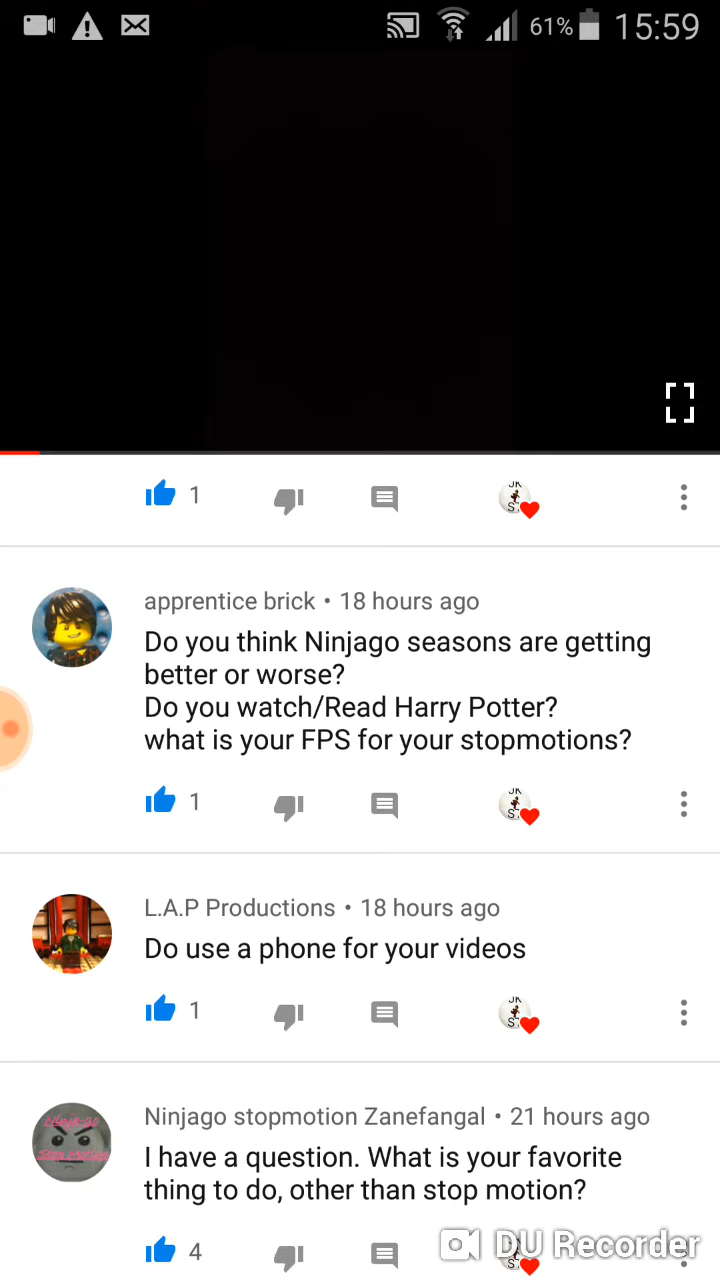 61% 15:59
1
JK
S
apprentice brick • 18 hours ago
Do you think Ninjago seasons are getting
better or worse?
Do you watch/Read Harry Potter?
what is your FPS for your stopmotions?
1
JK
S
L.A.P Productions • 18 hours ago
Do use a phone for your videos
1
JK
S
Ninjago stopmotion Zanefangal • 21 hours ago
I have a question. What is your favorite
thing to do, other than stop motion?
4
DU Recorder